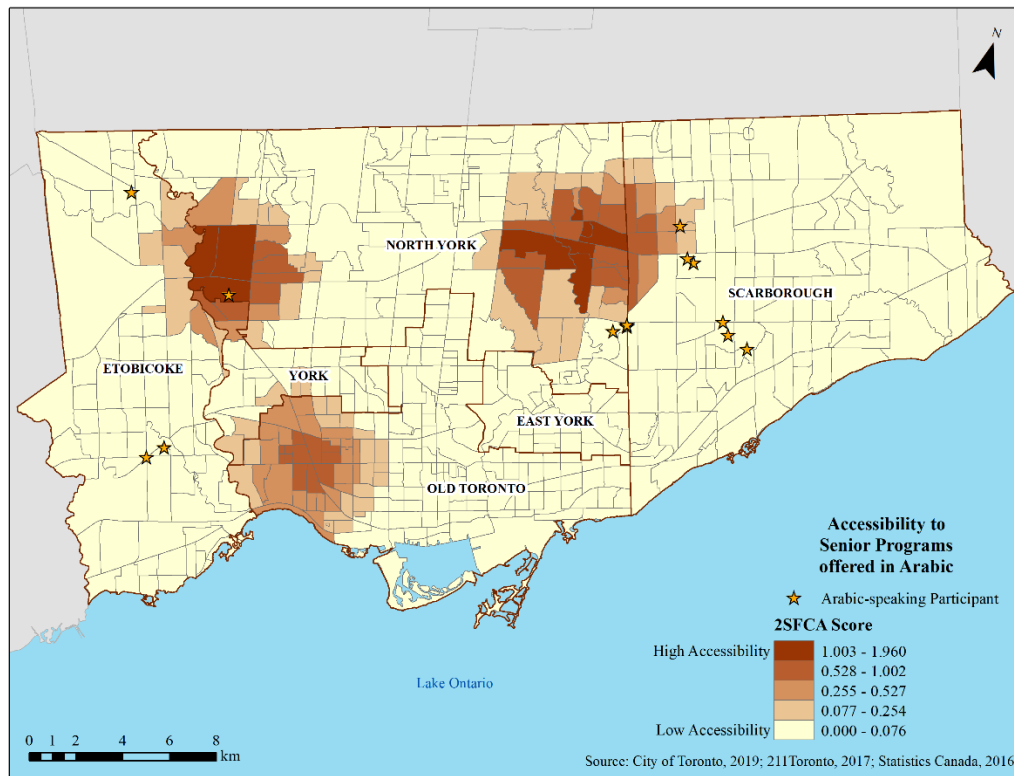 N
NORTH YORK
SCARBOROUGH
ETOBICOKE
YORK
EAST YORK
OLD TORONTO
Accessibility to
Senior Programs
offered in Arabic
Arabic-speaking Participant
2SFCA Score
High Accessibility
1.003 - 1.960
0.528 - 1.002
0.255 - 0.527
0.077 - 0.254
Low Accessibility
0.000 - 0.076
Lake Ontario
0 1 2 4 6 8
km
Source: City of Toronto, 2019; 211Toronto, 2017; Statistics Canada, 2016